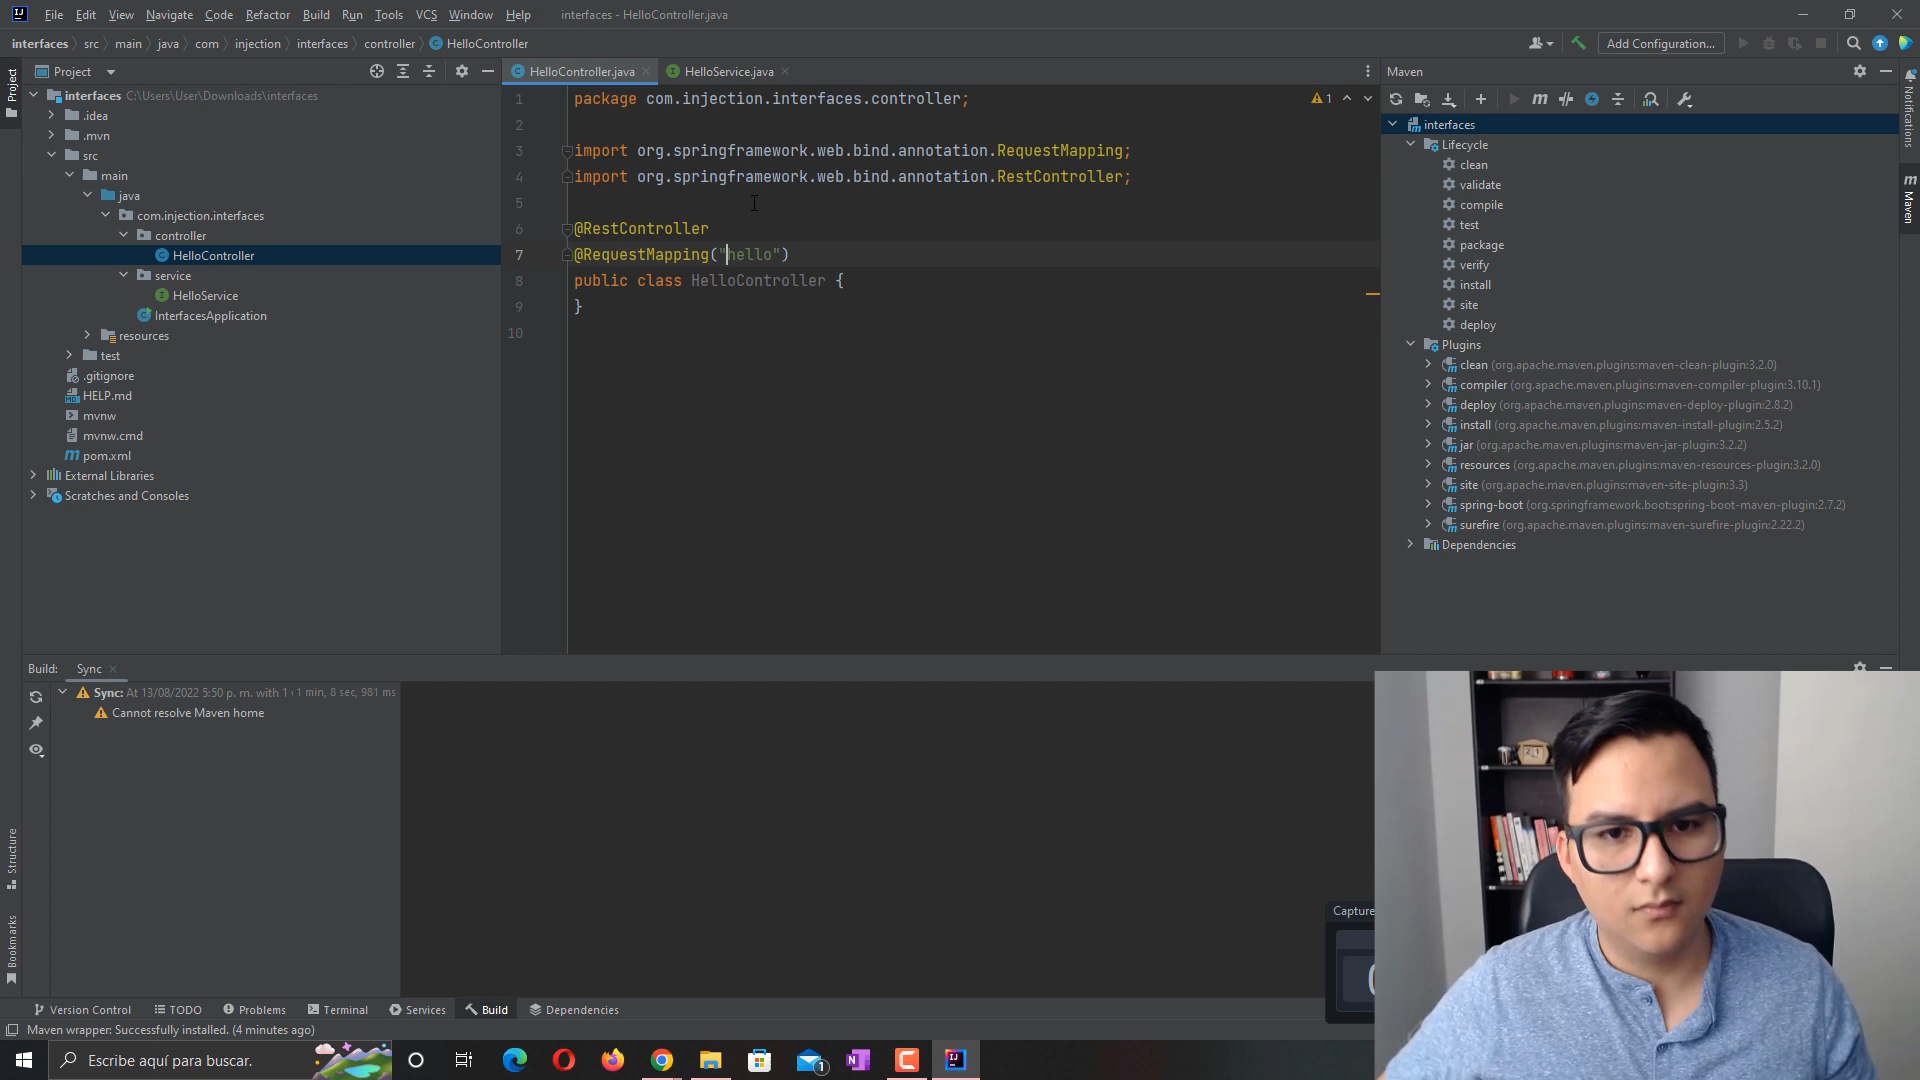 File Edit View Navigate Code Refactor Build Run Tools VCS Window Help interfaces - HelloController.java
interfaces src main java com injection interfaces controller HelloController
Add Configuration...
Project
HelloController.java
HelloService.java
Maven
interfaces C:\Users\User\Downloads\interfaces
.idea
.mvn
src
main
java
com.injection.interfaces
controller
HelloController
service
HelloService
InterfacesApplication
resources
test
.gitignore
HELP.md
mvnw
mvnw.cmd
pom.xml
External Libraries
Scratches and Consoles
1 package com.injection.interfaces.controller;
2
3 import org.springframework.web.bind.annotation.RequestMapping;
4 import org.springframework.web.bind.annotation.RestController;
5
6 @RestController
7 @RequestMapping("hello")
8 public class HelloController {
9 }
10
1
interfaces
Lifecycle
clean
validate
compile
test
package
verify
install
site
deploy
Plugins
clean (org.apache.maven.plugins:maven-clean-plugin:3.2.0)
compiler (org.apache.maven.plugins:maven-compiler-plugin:3.10.1)
deploy (org.apache.maven.plugins:maven-deploy-plugin:2.8.2)
install (org.apache.maven.plugins:maven-install-plugin:2.5.2)
jar (org.apache.maven.plugins:maven-jar-plugin:3.2.2)
resources (org.apache.maven.plugins:maven-resources-plugin:3.2.0)
site (org.apache.maven.plugins:maven-site-plugin:3.3)
spring-boot (org.springframework.boot:spring-boot-maven-plugin:2.7.2)
surefire (org.apache.maven.plugins:maven-surefire-plugin:2.22.2)
Dependencies
Project
Structure
Bookmarks
Notifications
Maven
Build: Sync
Sync: At 13/08/2022 5:50 p. m. with 1 1 min, 8 sec, 981 ms
Cannot resolve Maven home
Capture
Version Control TODO Problems Terminal Services Build Dependencies
Maven wrapper: Successfully installed. (4 minutes ago)
Escribe aquí para buscar.
1